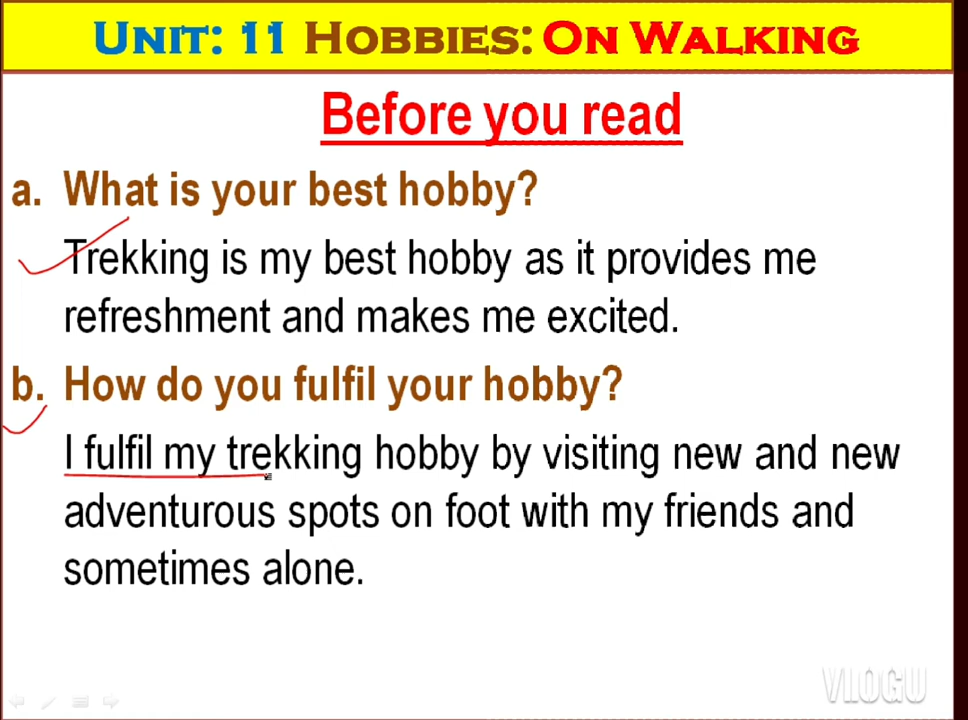 UNIT: 11 HOBBIES: ON WALKING
Before you read
a. What is your best hobby?
Trekking is my best hobby as it provides me
refreshment and makes me excited.
b. How do you fulfil your hobby?
I fulfil my trekking hobby by visiting new and new
adventurous spots on foot with my friends and
sometimes alone.
VLOGU